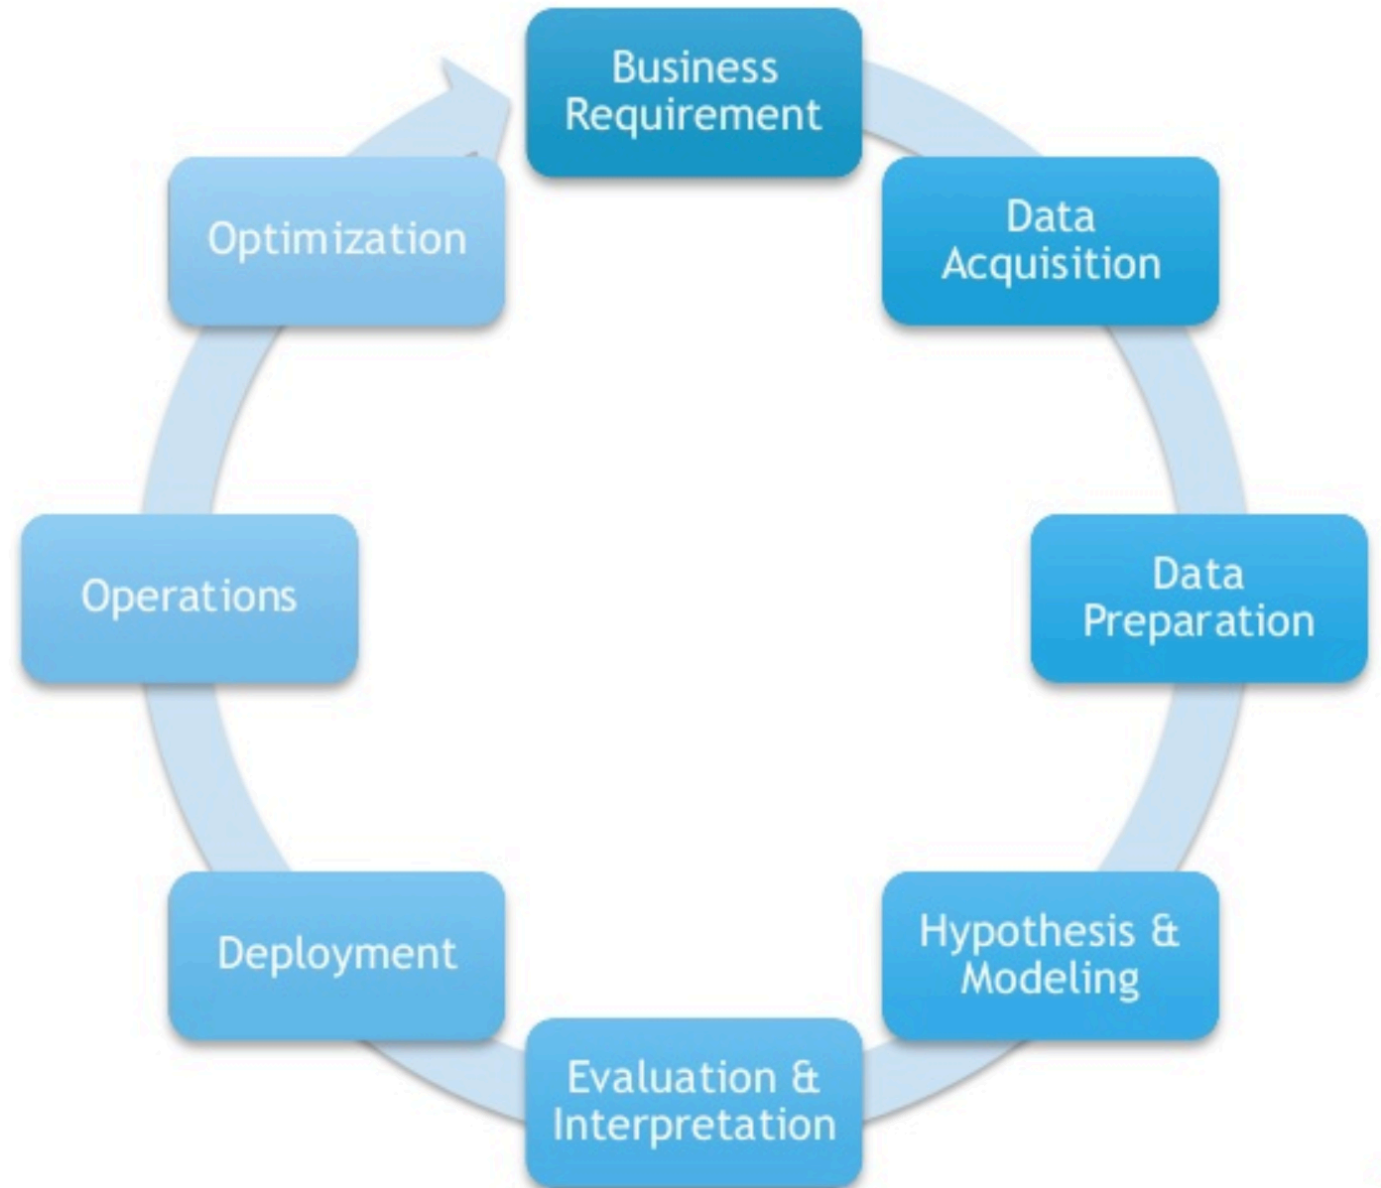 Business
Requirement
Data
Acquisition
Data
Preparation
Hypothesis &
Modeling
Evaluation &
Interpretation
Deployment
Operations
Optimization